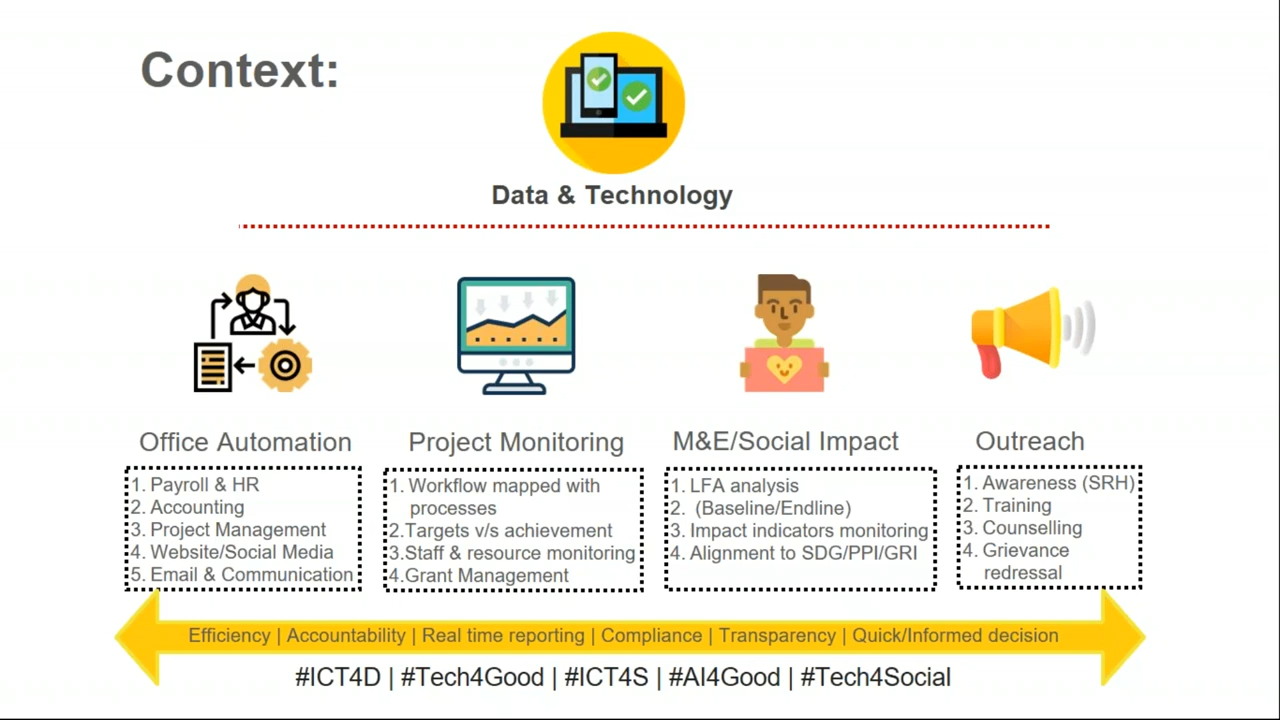 Context:
Data & Technology
Office Automation
1. Payroll & HR
2. Accounting
3. Project Management
4. Website/Social Media
5. Email & Communication
Project Monitoring
1. Workflow mapped with
processes
2.Targets v/s achievement
3.Staff & resource monitoring
4.Grant Management
M&E/Social Impact
1. LFA analysis
2. (Baseline/Endline)
3. Impact indicators monitoring
4. Alignment to SDG/PPI/GRI
Outreach
1. Awareness (SRH)
2. Training
3. Counselling
4. Grievance
redressal
Efficiency | Accountability | Real time reporting | Compliance | Transparency | Quick/Informed decision
#ICT4D | #Tech4Good | #ICT4S | #AI4Good | #Tech4Social